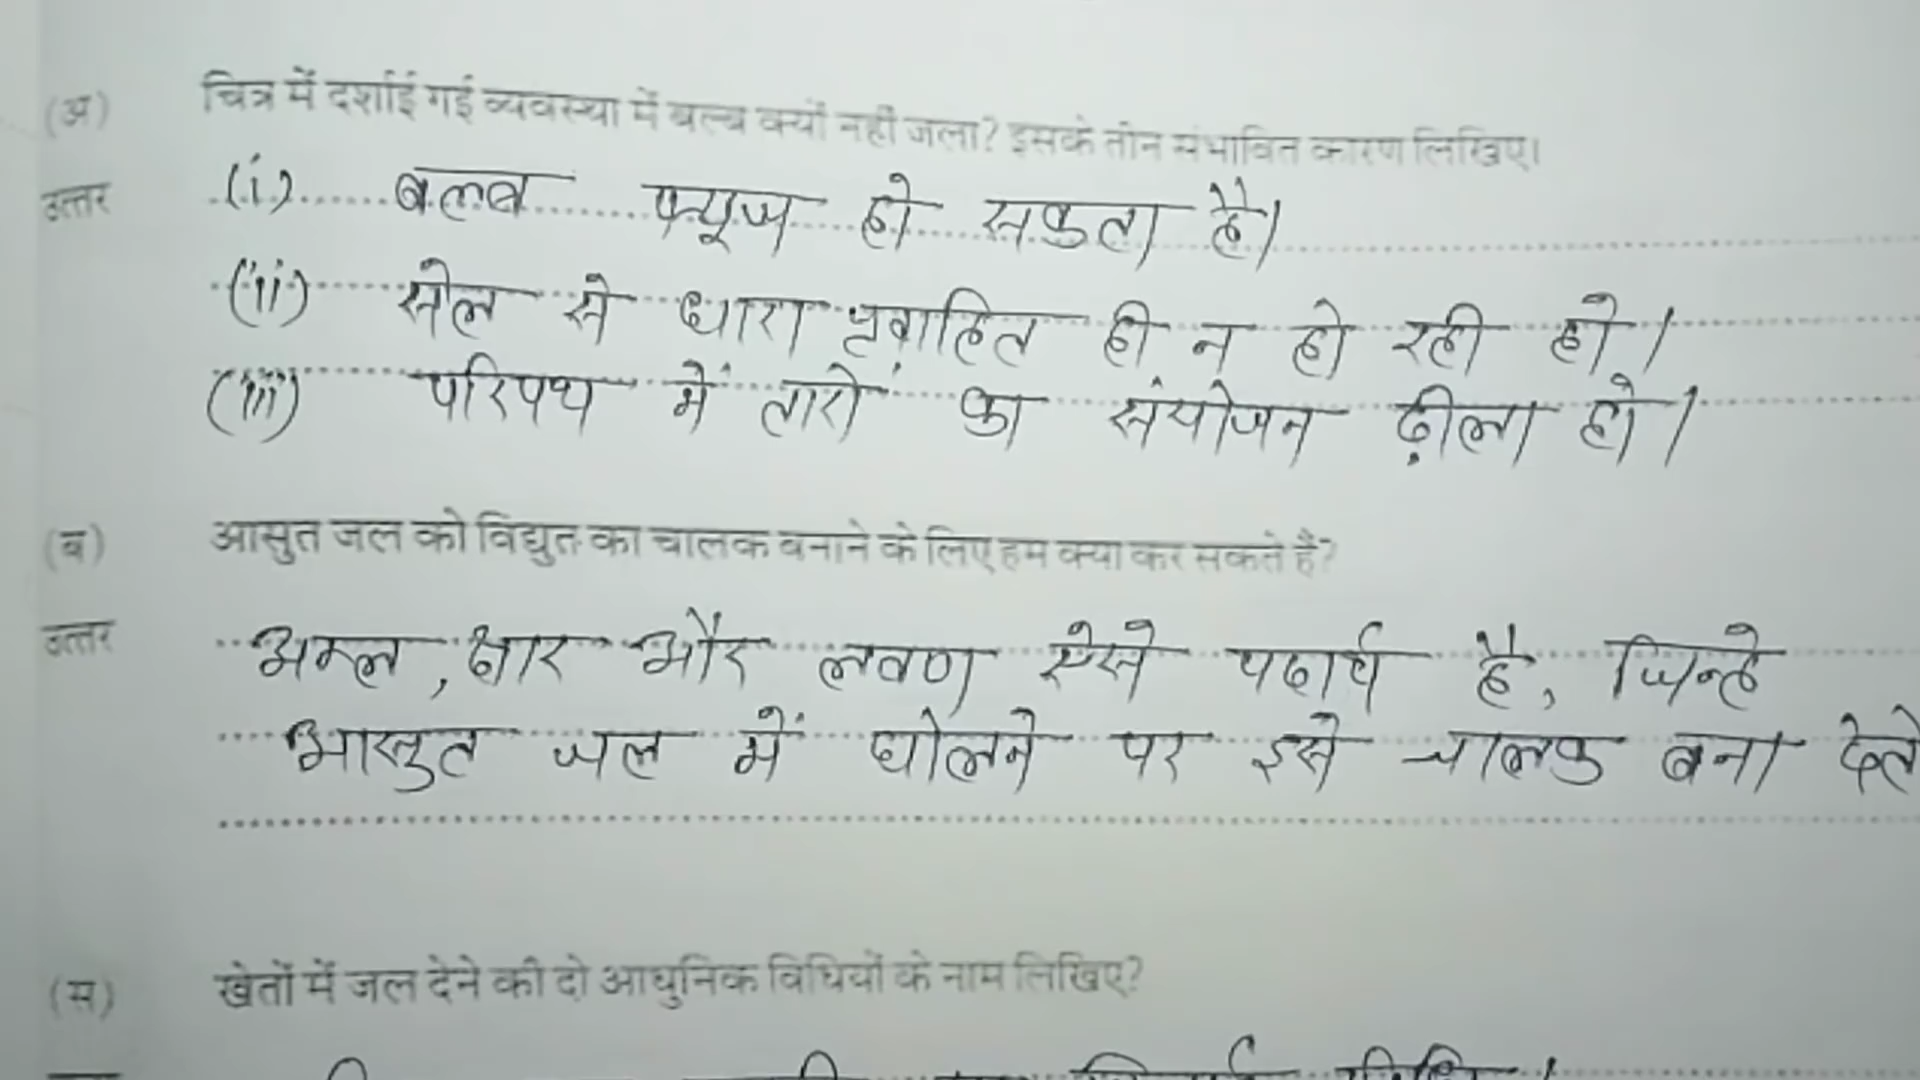 (अ) चित्र में दर्शाई गई व्यवस्था में बल्ब क्यों नहीं जला? इसके तीन संभावित कारण लिखिए।
उत्तर (i) बल्ब फ्यूज हो सकता है।
(ii) सेल से धारा प्रवाहित ही न हो रही हो।
(iii) परिपथ में तारों का संयोजन ढ़ीला हो।
(ब) आसुत जल को विद्युत का चालक बनाने के लिए हम क्या कर सकते हैं?
उत्तर अम्ल, क्षार और लवण ऐसे पदार्थ है, जिन्हे
आसुत जल में घोलने पर इसे चालक बना देते
(स) खेतों में जल देने की दो आधुनिक विधियों के नाम लिखिए?